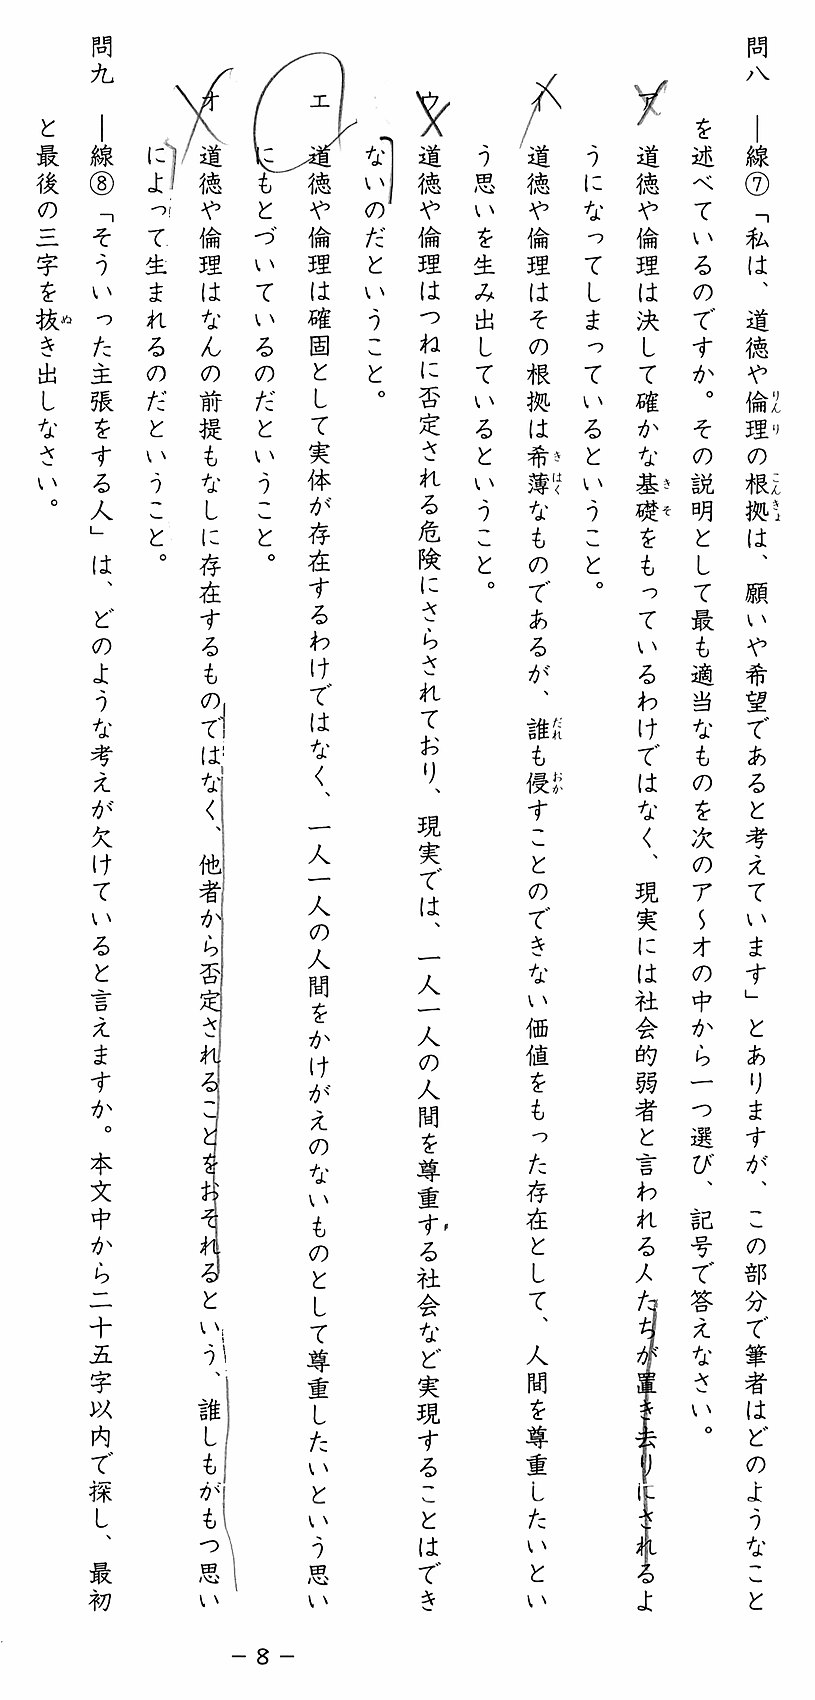 問八　―線⑦「私は、道徳や倫理の根拠は、願いや希望であると考えています」とありますが、この部分で筆者はどのようなこと
を述べているのですか。その説明として最も適当なものを次のア～オの中から一つ選び、記号で答えなさい。
ア　道徳や倫理は決して確かな基礎をもっているわけではなく、現実には社会的弱者と言われる人たちが置き去りにされるよ
うになってしまっているということ。
イ　道徳や倫理はその根拠は希薄なものであるが、誰も侵すことのできない価値をもった存在として、人間を尊重したいとい
う思いを生み出しているということ。
ウ　道徳や倫理はつねに否定される危険にさらされており、現実では、一人一人の人間を尊重する社会など実現することはでき
ないのだということ。
エ　道徳や倫理は確固として実体が存在するわけではなく、一人一人の人間をかけがえのないものとして尊重したいという思い
にもとづいているのだということ。
オ　道徳や倫理はなんの前提もなしに存在するものではなく、他者から否定されることをおそれるという、誰しもがもつ思い
によって生まれるのだということ。
問九　―線⑧「そういった主張をする人」は、どのような考えが欠けていると言えますか。本文中から二十五字以内で探し、最初
と最後の三字を抜き出しなさい。
－8－